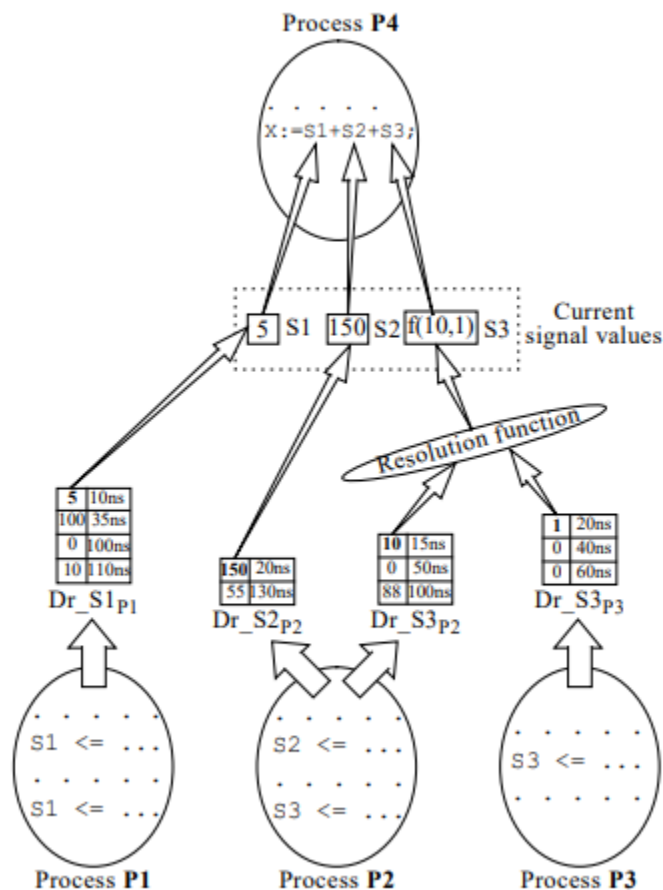 Process P4
. . . . .
X:=S1+S2+S3;
5 S1 150 S2 f(10,1) S3
Current
signal values
Resolution function
5 10ns
100 35ns
0 100ns
10 110ns
Dr_S1P1
150 20ns
55 130ns
Dr_S2P2
10 15ns
0 50ns
88 100ns
Dr_S3P2
1 20ns
0 40ns
0 60ns
Dr_S3P3
. . . . .
S1 <= ...
. . . . .
S1 <= ...
Process P1
. . . . .
S2 <= ...
. . . . .
S3 <= ...
Process P2
. . . . .
S3 <= ...
. . . . .
Process P3